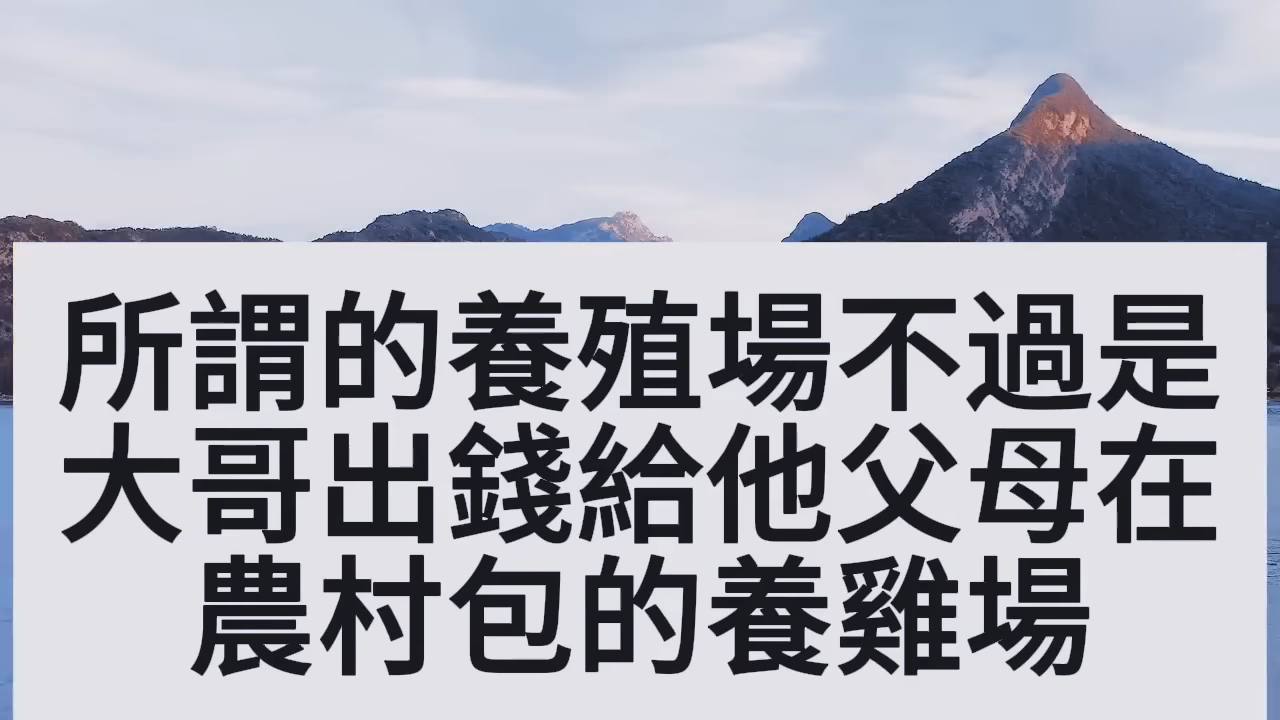 所謂的養殖場不過是
大哥出錢給他父母在
農村包的養雞場